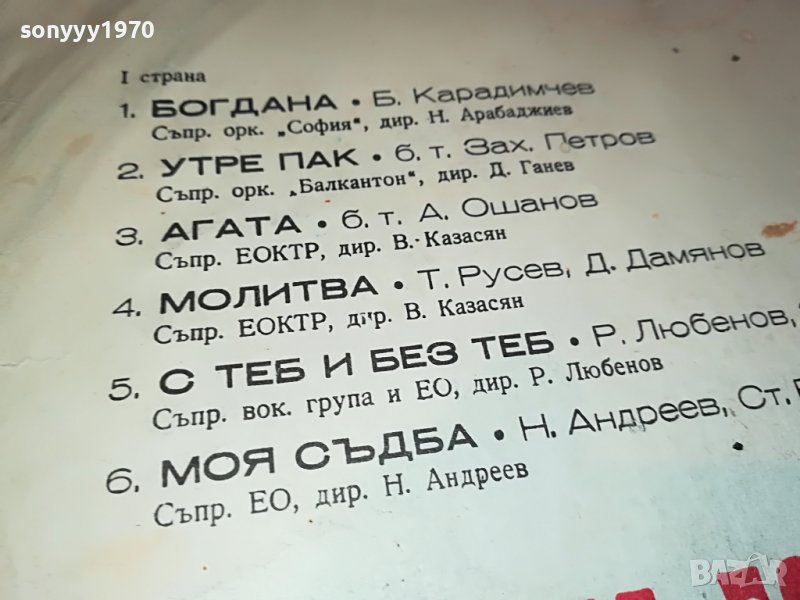 sonyyy1970
I страна
1. БОГДАНА • Б. Карадимчев
Съпр. орк. „София“, дир. Н. Арабаджиев
2. УТРЕ ПАК • б. т. Зах. Петров
Съпр. орк. „Балкантон“, дир. Д. Ганев
3. АГАТА • б. т. А. Ошанов
Съпр. ЕОКТР, дир. В. Казасян
4. МОЛИТВА • Т. Русев, Д. Дамянов
Съпр. ЕОКТР, дир. В. Казасян
5. С ТЕБ И БЕЗ ТЕБ • Р. Любенов,
Съпр. вок. група и ЕО, дир. Р. Любенов
6. МОЯ СЪДБА • Н. Андреев, Ст.
Съпр. ЕО, дир. Н. Андреев
bazar